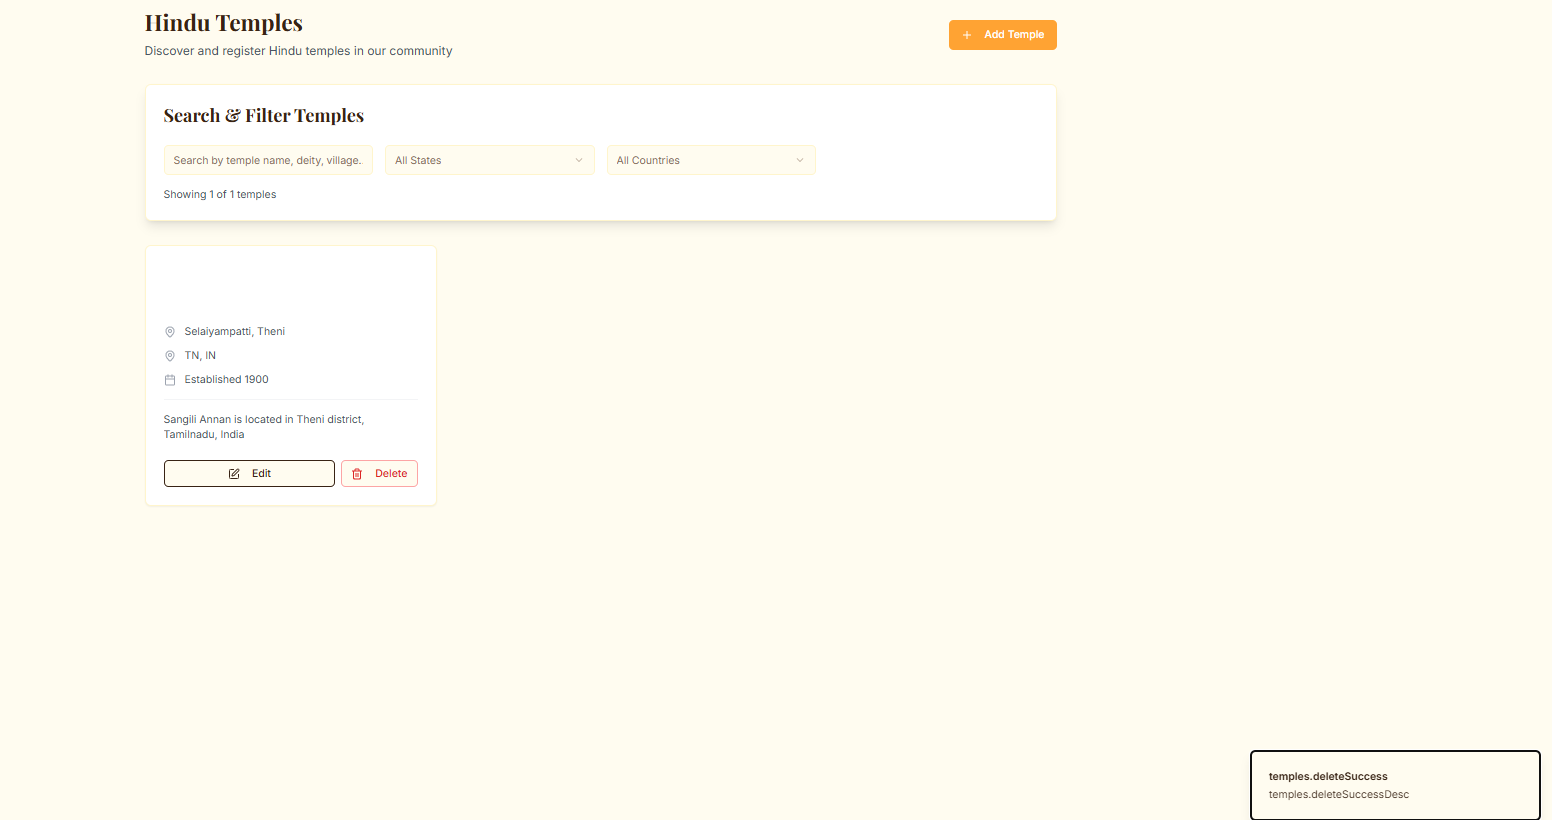 Hindu Temples
Discover and register Hindu temples in our community
Add Temple
Search & Filter Temples
Search by temple name, deity, village.
All States
All Countries
Showing 1 of 1 temples
Selaiyampatti, Theni
TN, IN
Established 1900
Sangili Annan is located in Theni district,
Tamilnadu, India
Edit
Delete
temples.deleteSuccess
temples.deleteSuccessDesc